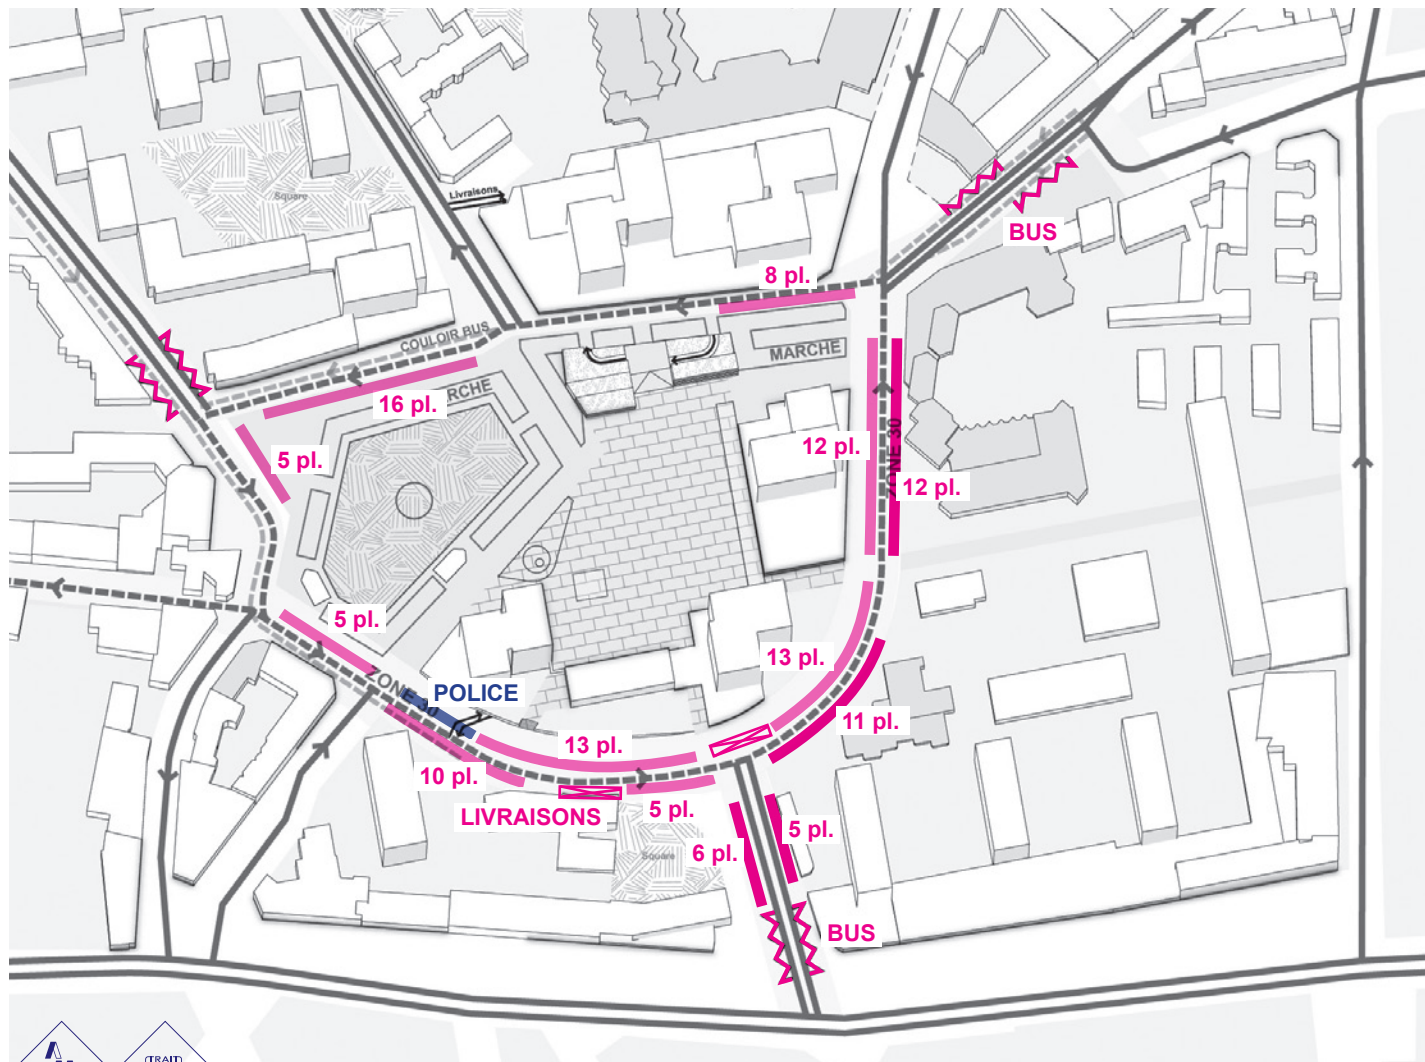 Livraisons
Square
BUS
8 pl.
COULOIR BUS
MARCHE
16 pl.
RCHE
5 pl.
12 pl.
ZONE 30
12 pl.
5 pl.
13 pl.
ZONE 30
POLICE
11 pl.
13 pl.
10 pl.
LIVRAISONS
5 pl.
5 pl.
6 pl.
Square
BUS
TRAIT